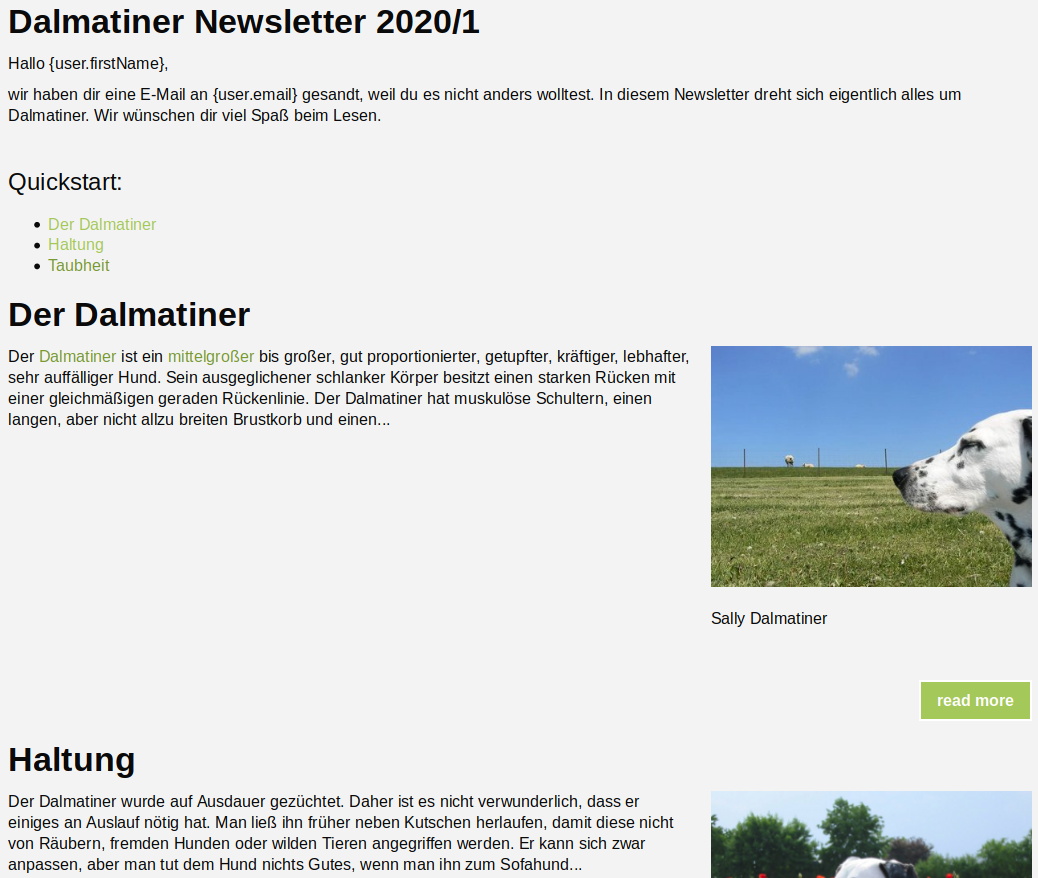 Dalmatiner Newsletter 2020/1
Hallo {user.firstName},
wir haben dir eine E-Mail an {user.email} gesandt, weil du es nicht anders wolltest. In diesem Newsletter dreht sich eigentlich alles um
Dalmatiner. Wir wünschen dir viel Spaß beim Lesen.
Quickstart:
Der Dalmatiner
Haltung
Taubheit
Der Dalmatiner
Der Dalmatiner ist ein mittelgroßer bis großer, gut proportionierter, getupfter, kräftiger, lebhafter,
sehr auffälliger Hund. Sein ausgeglichener schlanker Körper besitzt einen starken Rücken mit
einer gleichmäßigen geraden Rückenlinie. Der Dalmatiner hat muskulöse Schultern, einen
langen, aber nicht allzu breiten Brustkorb und einen...
Sally Dalmatiner
read more
Haltung
Der Dalmatiner wurde auf Ausdauer gezüchtet. Daher ist es nicht verwunderlich, dass er
einiges an Auslauf nötig hat. Man ließ ihn früher neben Kutschen herlaufen, damit diese nicht
von Räubern, fremden Hunden oder wilden Tieren angegriffen werden. Er kann sich zwar
anpassen, aber man tut dem Hund nichts Gutes, wenn man ihn zum Sofahund...